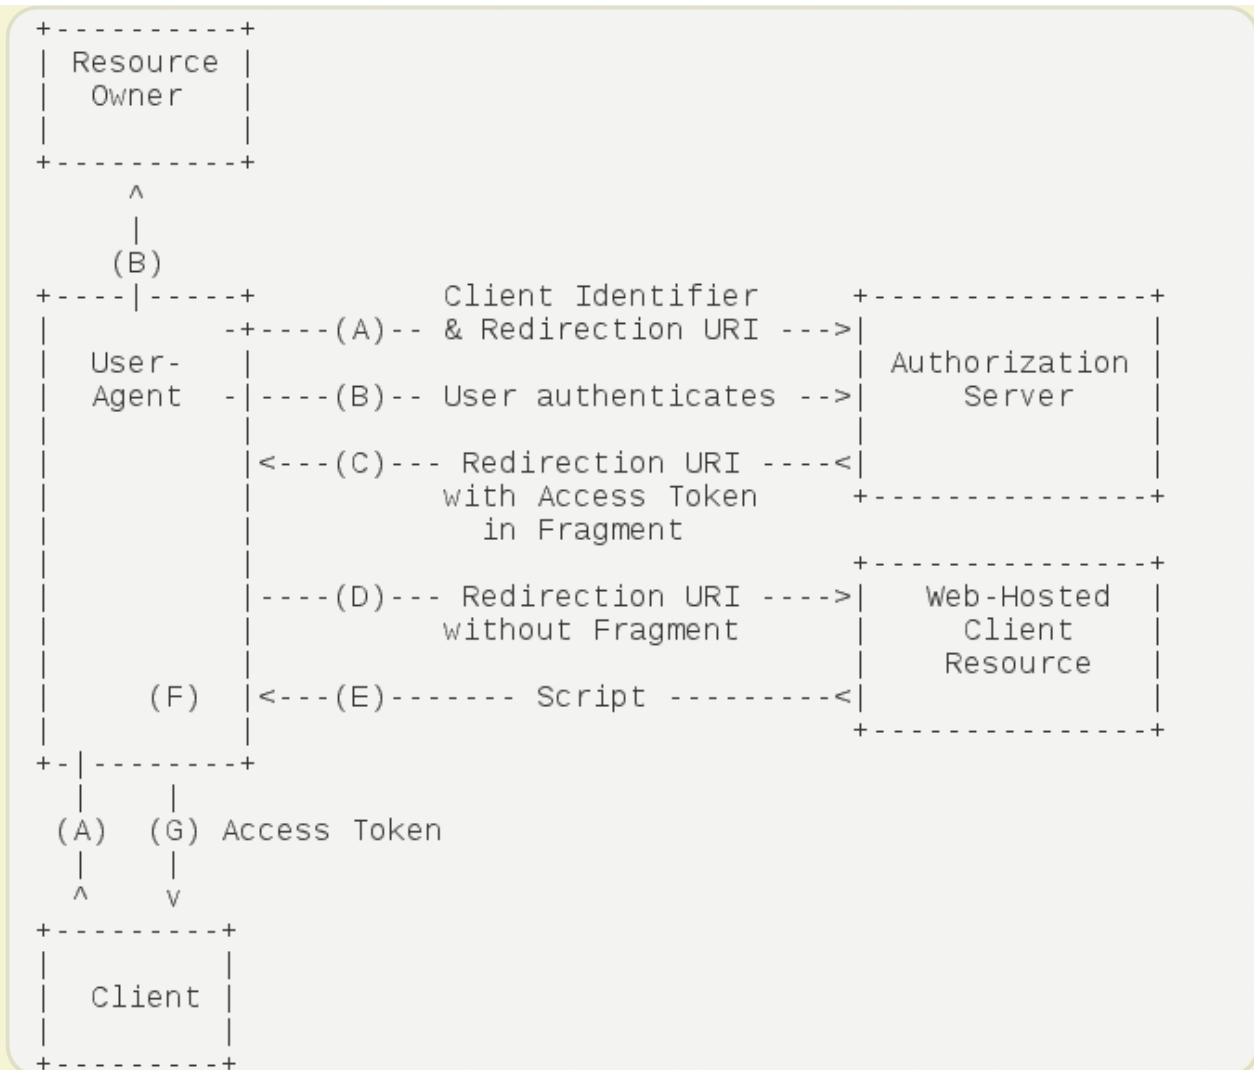 +----------+
| Resource |
|  Owner   |
|          |
+----------+
     ^
     |
    (B)
+----|-----+          Client Identifier     +---------------+
|         -+----(A)-- & Redirection URI --->|               |
|  User-   |                                | Authorization |
|  Agent  -|----(B)-- User authenticates -->|     Server    |
|          |                                |               |
|          |<---(C)--- Redirection URI ----<|               |
|          |          with Access Token     +---------------+
|          |            in Fragment
|          |                                +---------------+
|          |----(D)--- Redirection URI ---->|   Web-Hosted  |
|          |          without Fragment      |     Client    |
|          |                                |    Resource   |
|     (F)  |<---(E)------- Script ---------<|               |
|          |                                +---------------+
+-|--------+
  |    |
 (A)  (G) Access Token
  |    |
  ^    v
+---------+
|         |
|  Client |
|         |
+---------+